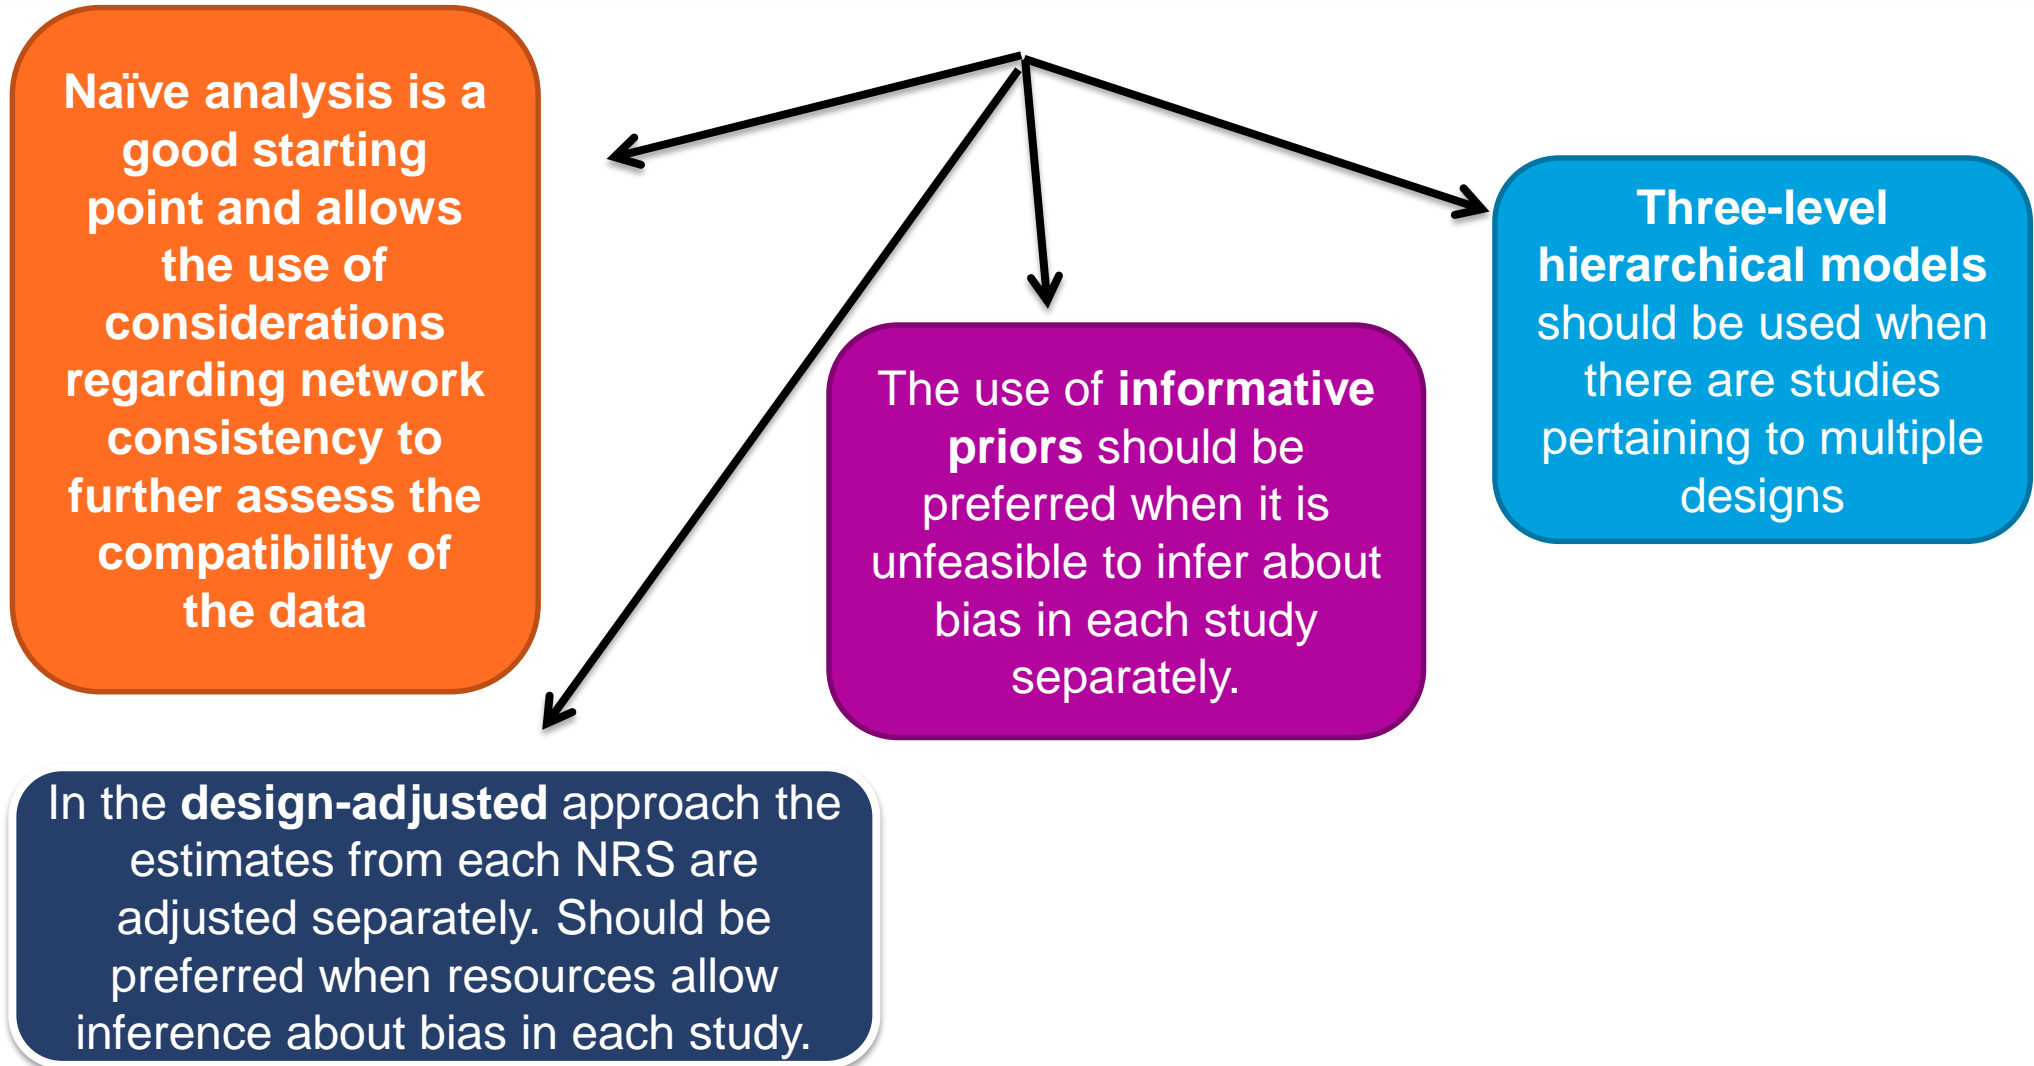 Naïve analysis is a
good starting
point and allows
the use of
considerations
regarding network
consistency to
further assess the
compatibility of
the data
In the design-adjusted approach the
estimates from each NRS are
adjusted separately. Should be
preferred when resources allow
inference about bias in each study.
The use of informative
priors should be
preferred when it is
unfeasible to infer about
bias in each study
separately.
Three-level
hierarchical models
should be used when
there are studies
pertaining to multiple
designs